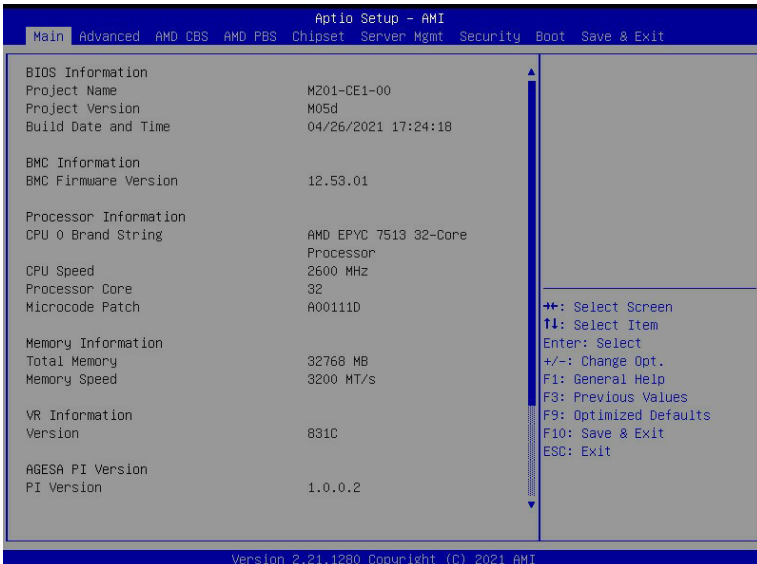 Aptio Setup - AMI
Main Advanced AMD CBS AMD PBS Chipset Server Mgmt Security Boot Save & Exit
BIOS Information
Project Name MZ01-CE1-00
Project Version M05d
Build Date and Time 04/26/2021 17:24:18
BMC Information
BMC Firmware Version 12.53.01
Processor Information
CPU 0 Brand String AMD EPYC 7513 32-Core
Processor
CPU Speed 2600 MHz
Processor Core 32
Microcode Patch A00111D
Memory Information
Total Memory 32768 MB
Memory Speed 3200 MT/s
VR Information
Version 831C
AGESA PI Version
PI Version 1.0.0.2
→←: Select Screen
↑↓: Select Item
Enter: Select
+/-: Change Opt.
F1: General Help
F3: Previous Values
F9: Optimized Defaults
F10: Save & Exit
ESC: Exit
Version 2.21.1280 Copyright (C) 2021 AMI